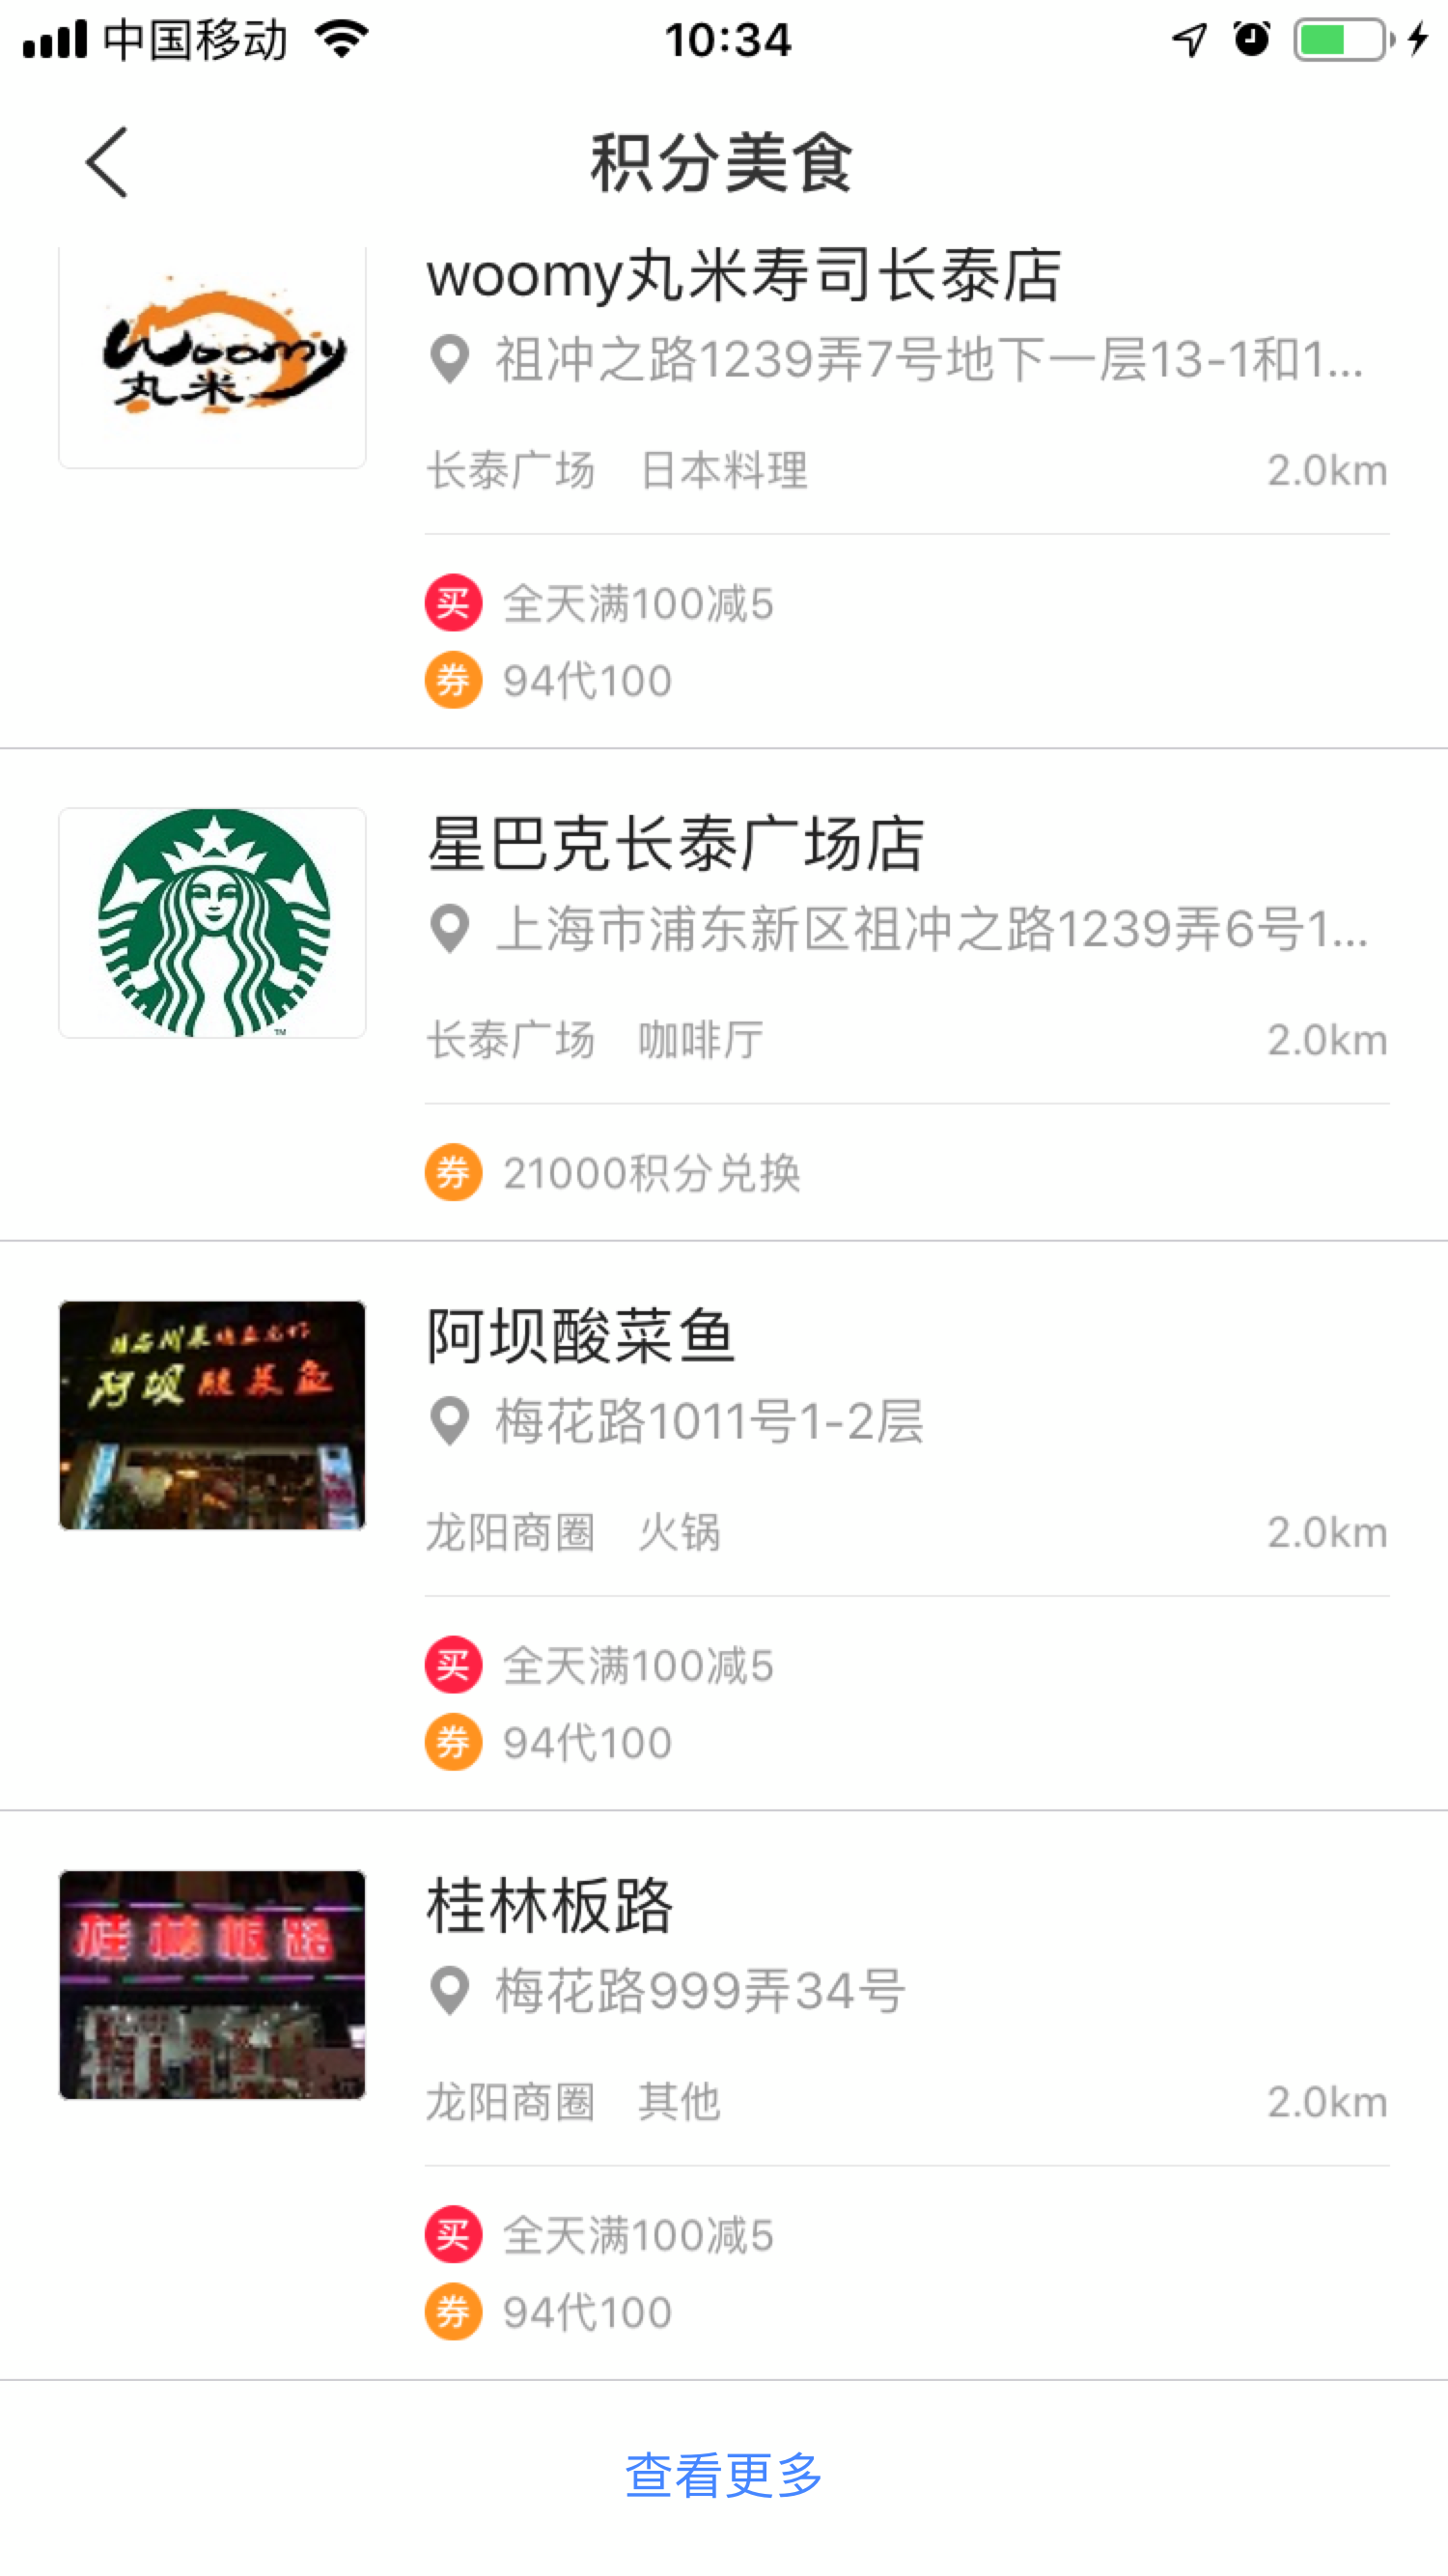 中国移动 10:34
积分美食
woomy丸米寿司长泰店
woomy
丸米
祖冲之路1239弄7号地下一层13-1和1...
长泰广场 日本料理 2.0km
买 全天满100减5
券 94代100
星巴克长泰广场店
TM
上海市浦东新区祖冲之路1239弄6号1...
长泰广场 咖啡厅 2.0km
券 21000积分兑换
阿坝酸菜鱼
阿坝酸菜鱼
梅花路1011号1-2层
龙阳商圈 火锅 2.0km
买 全天满100减5
券 94代100
桂林板路
桂林板路
梅花路999弄34号
龙阳商圈 其他 2.0km
买 全天满100减5
券 94代100
查看更多